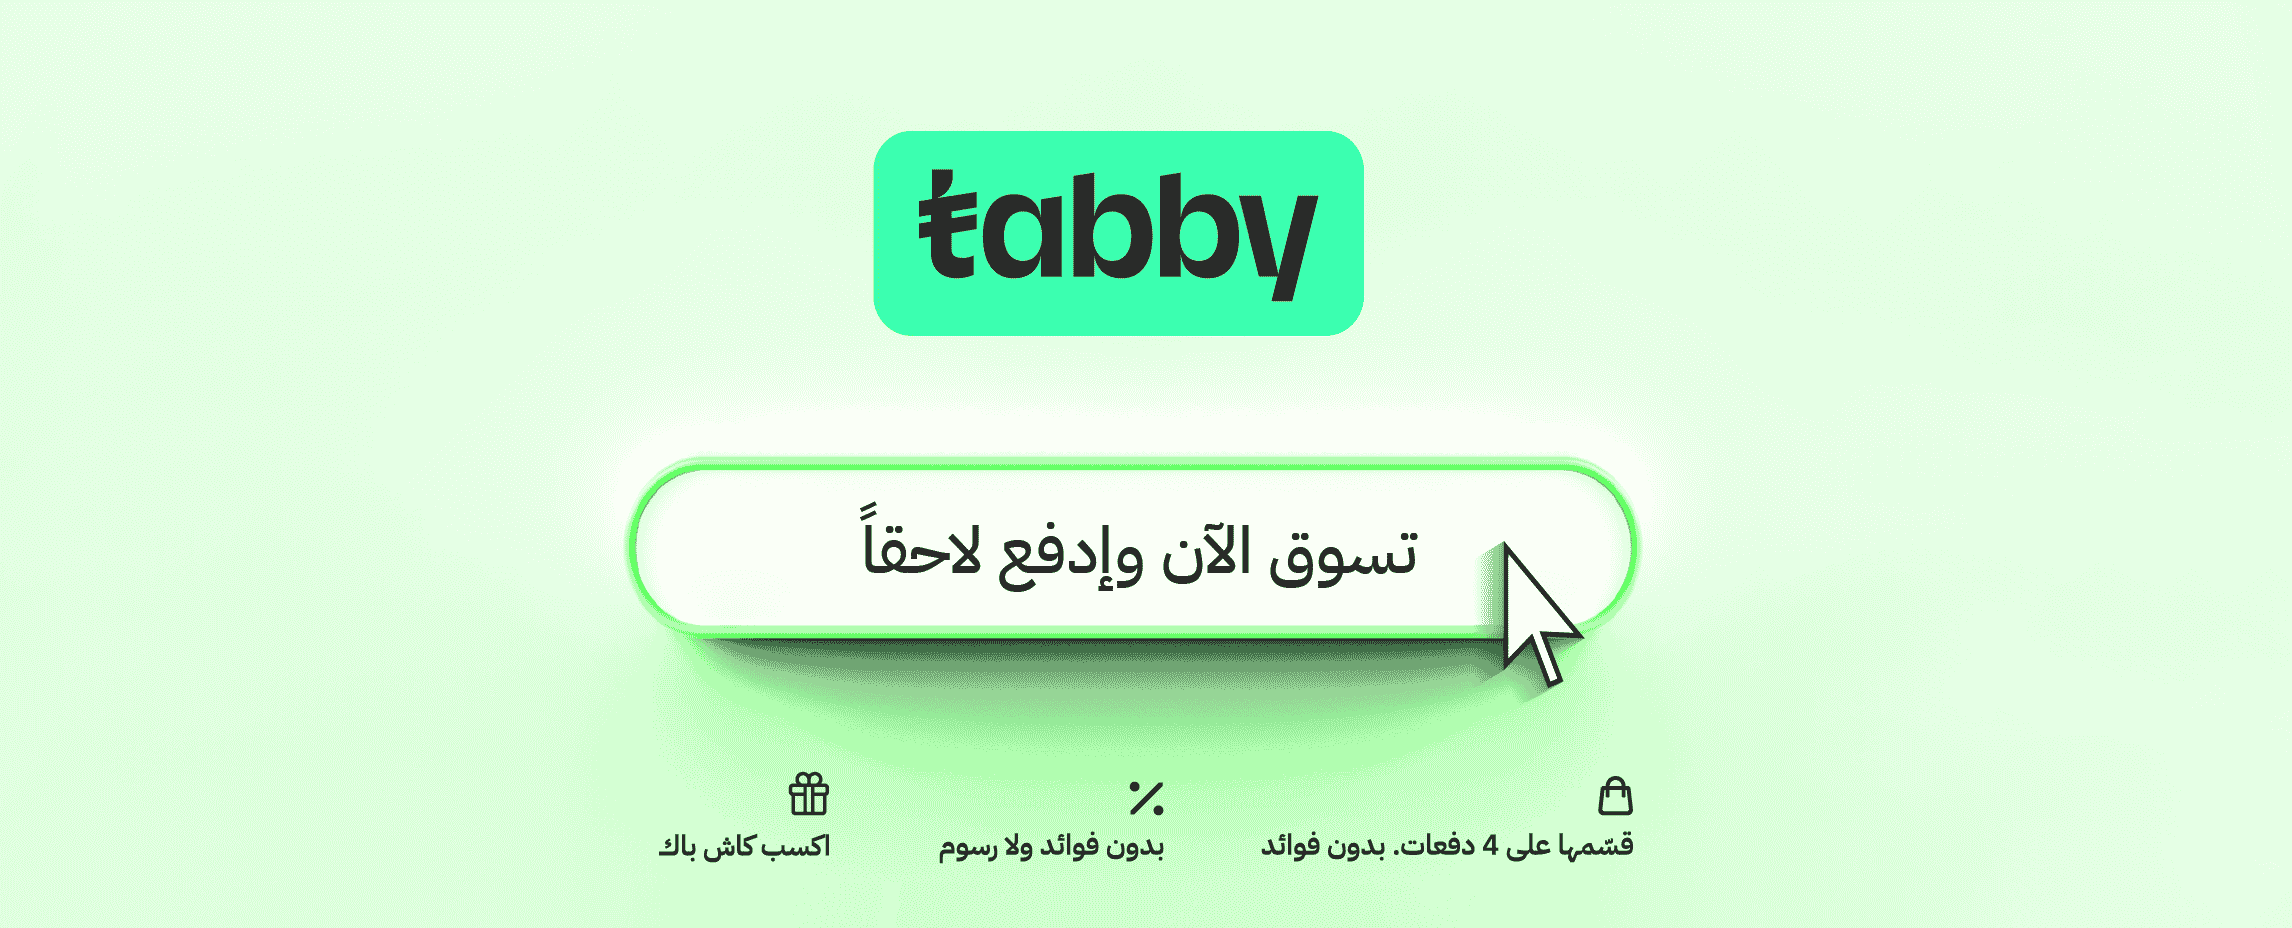 tabby
تسوق الآن وإدفع لاحقاً
قسّمها على 4 دفعات. بدون فوائد
بدون فوائد ولا رسوم
اكسب كاش باك